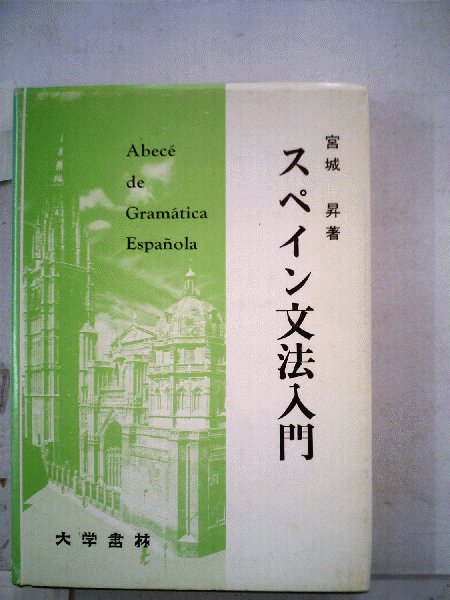 宮城 昇著
スペイン文法入門
Abecé
de
Gramática
Española
大学書林